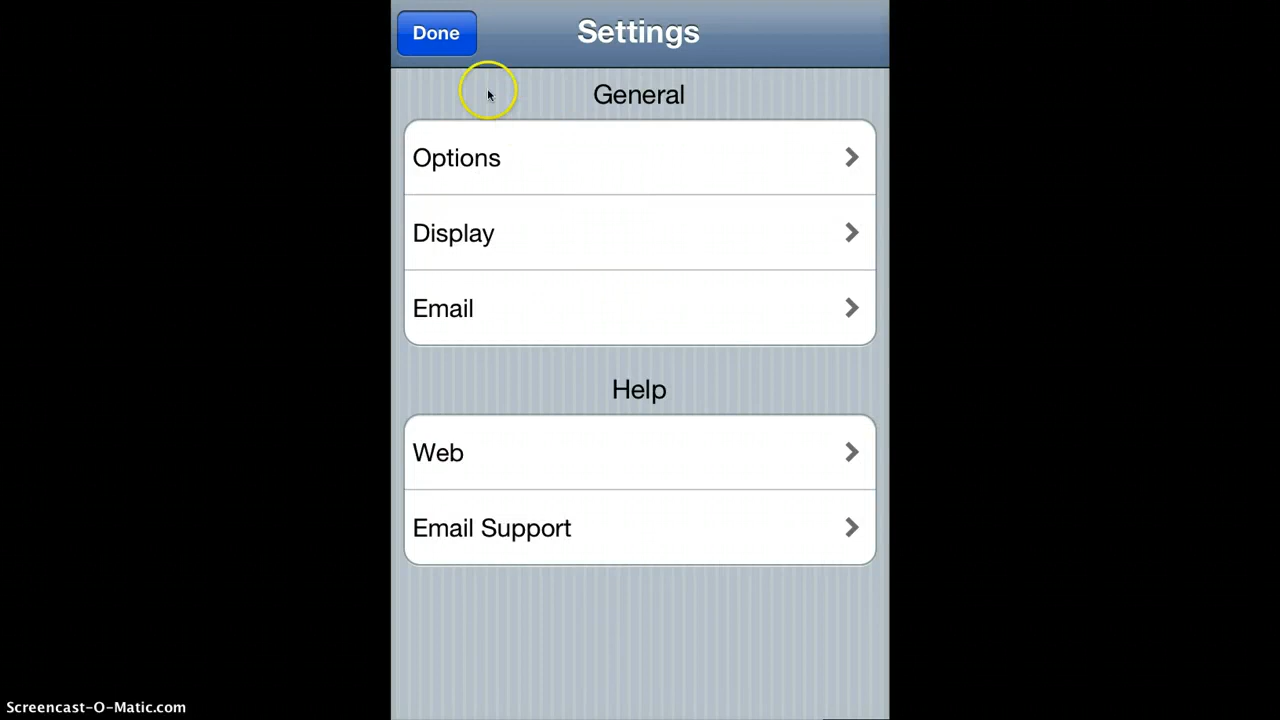 Done
Settings
General
Options
Display
Email
Help
Web
Email Support
Screencast-O-Matic.com